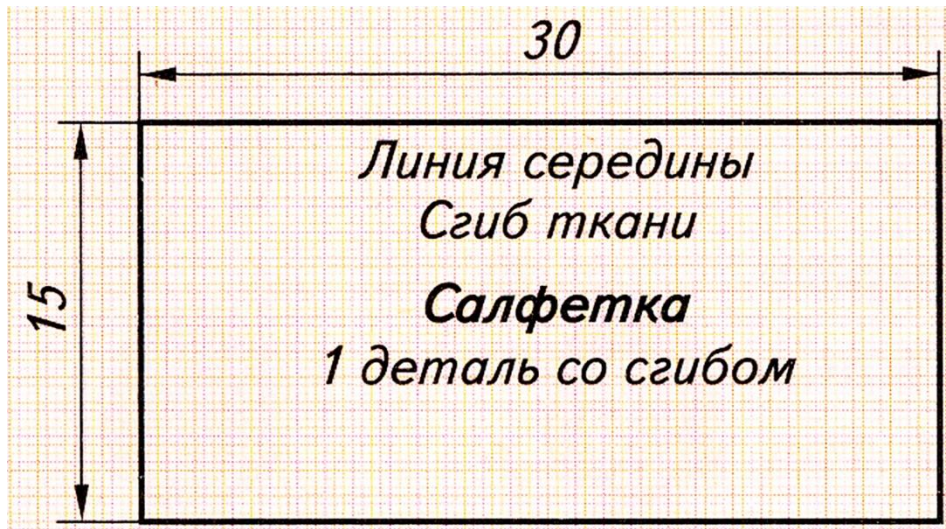 30
Линия середины
Сгиб ткани
15
Салфетка
1 деталь со сгибом